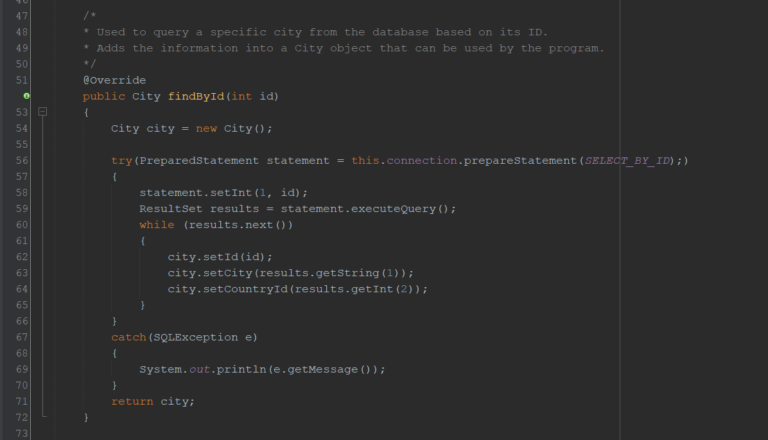 46
47 /*
48 * Used to query a specific city from the database based on its ID.
49 * Adds the information into a City object that can be used by the program.
50 */
51 @Override
public City findById(int id)
53 {
54 City city = new City();
55
56 try(PreparedStatement statement = this.connection.prepareStatement(SELECT_BY_ID);)
57 {
58 statement.setInt(1, id);
59 ResultSet results = statement.executeQuery();
60 while (results.next())
61 {
62 city.setId(id);
63 city.setCity(results.getString(1));
64 city.setCountryId(results.getInt(2));
65 }
66 }
67 catch(SQLException e)
68 {
69 System.out.println(e.getMessage());
70 }
71 return city;
72 }
73